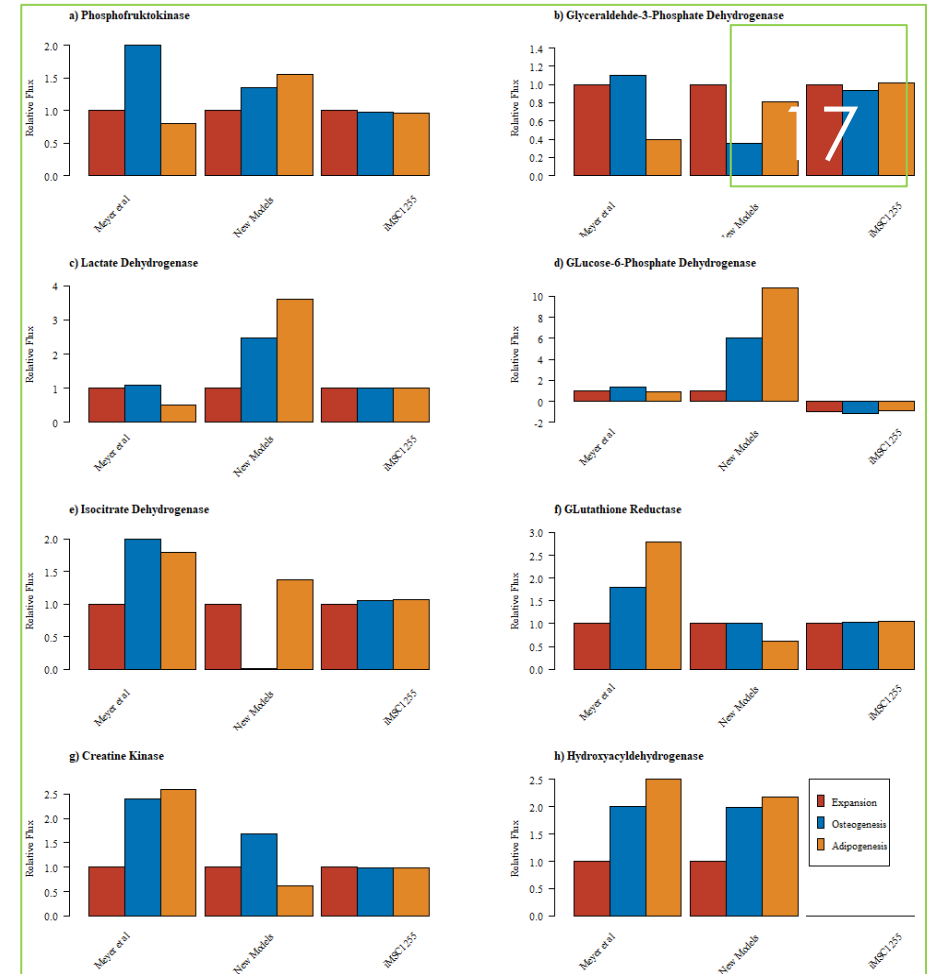 a) Phosphofruktokinase
Relative Flux
2.0
1.5
1.0
0.5
0.0
Meyer et al
New Models
iMSC1255
b) Glyceraldehde-3-Phosphate Dehydrogenase
Relative Flux
1.4
1.2
1.0
0.8
0.6
0.4
0.2
0.0
17
Meyer et al
New Models
iMSC1255
c) Lactate Dehydrogenase
Relative Flux
4
3
2
1
0
Meyer et al
New Models
iMSC1255
d) GLucose-6-Phosphate Dehydrogenase
Relative Flux
10
8
6
4
2
0
-2
Meyer et al
New Models
iMSC1255
e) Isocitrate Dehydrogenase
Relative Flux
2.0
1.5
1.0
0.5
0.0
Meyer et al
New Models
iMSC1255
f) GLutathione Reductase
Relative Flux
3.0
2.5
2.0
1.5
1.0
0.5
0.0
Meyer et al
New Models
iMSC1255
g) Creatine Kinase
Relative Flux
2.5
2.0
1.5
1.0
0.5
0.0
Meyer et al
New Models
iMSC1255
h) Hydroxyacyldehydrogenase
Relative Flux
2.5
2.0
1.5
1.0
0.5
0.0
Expansion
Osteogenesis
Adipogenesis
Meyer et al
New Models
iMSC1255